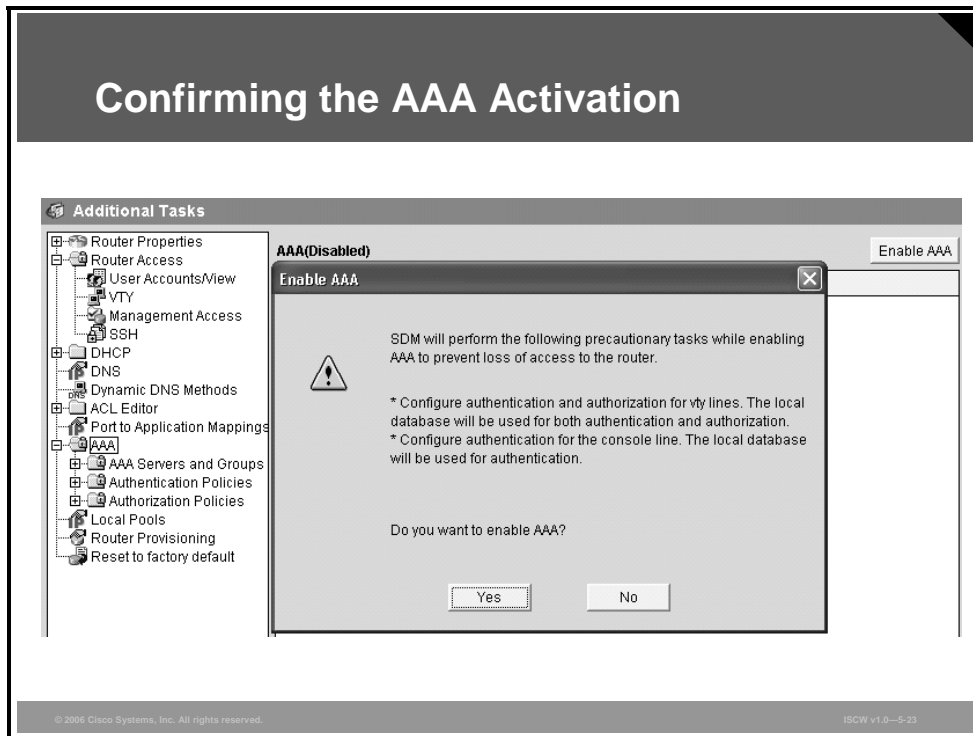 Confirming the AAA Activation
Additional Tasks
Router Properties
Router Access
User Accounts/View
VTY
Management Access
SSH
DHCP
DNS
Dynamic DNS Methods
ACL Editor
Port to Application Mappings
AAA
AAA Servers and Groups
Authentication Policies
Authorization Policies
Local Pools
Router Provisioning
Reset to factory default
AAA(Disabled)
Enable AAA
Enable AAA
SDM will perform the following precautionary tasks while enabling
AAA to prevent loss of access to the router.
* Configure authentication and authorization for vty lines. The local
database will be used for both authentication and authorization.
* Configure authentication for the console line. The local database
will be used for authentication.
Do you want to enable AAA?
Yes
No
© 2006 Cisco Systems, Inc. All rights reserved.
ISCW v1.0—5-23